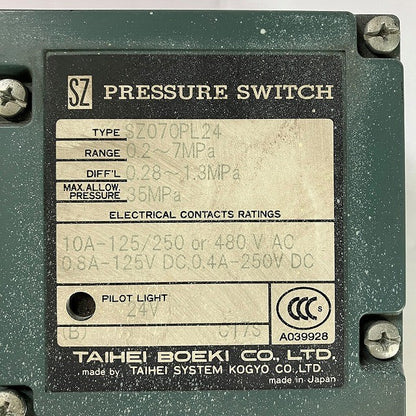 SZ PRESSURE SWITCH
TYPE SZ070PL24
RANGE 0.2～7MPa
DIFF'L 0.28～1.3MPa
MAX.ALLOW. PRESSURE 35MPa
ELECTRICAL CONTACTS RATINGS
10A-125/250 or 480 V AC
0.8A-125V DC.0.4A-250V DC
PILOT LIGHT
24V
CCC S
(B) C17S A039928
TAIHEI BOEKI CO., LTD.
made by TAIHEI SYSTEM KOGYO CO. LTD.
made in Japan